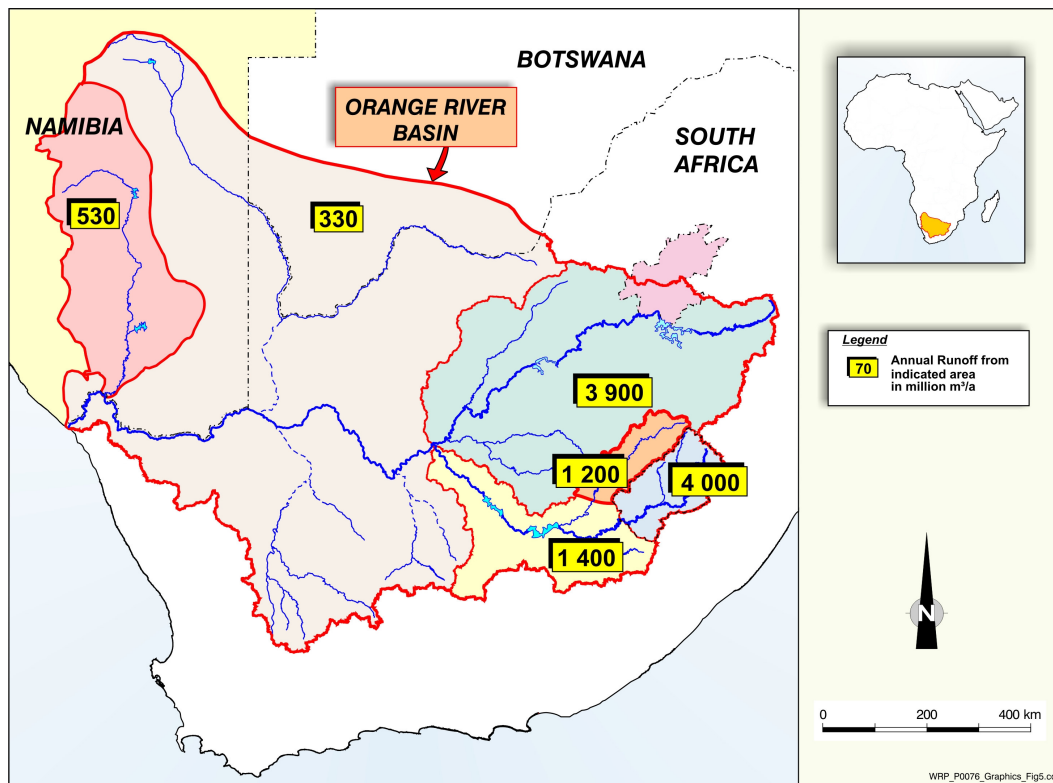 BOTSWANA
ORANGE RIVER
BASIN
NAMIBIA
SOUTH
AFRICA
530
330
3 900
1 200
4 000
1 400
Legend
70
Annual Runoff from
indicated area
in million m³/a
N
0 200 400 km
WRP_P0076_Graphics_Fig5.cd